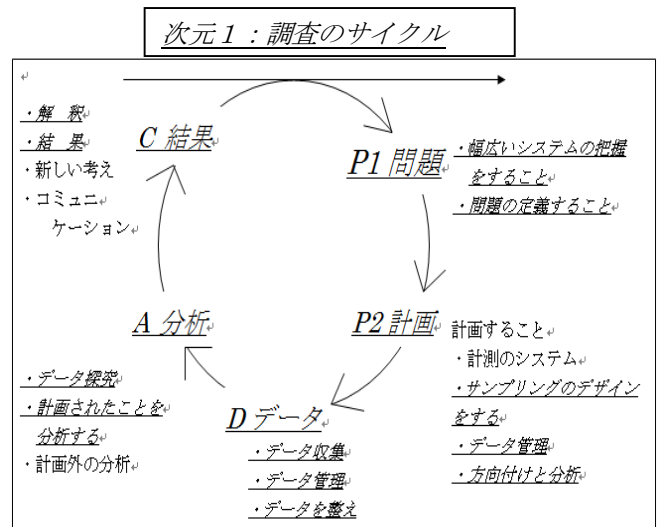 次元１：調査のサイクル
・解　釈
・結　果
・新しい考え
・コミュニ
ケーション
C 結果
P1 問題
・幅広いシステムの把握
をすること
・問題の定義すること
A 分析
・データ探究
・計画されたことを
分析する
・計画外の分析
P2 計画
計画すること
・計測のシステム
・サンプリングのデザイン
をする
・データ管理
・方向付けと分析
D データ
・データ収集
・データ管理
・データを整え